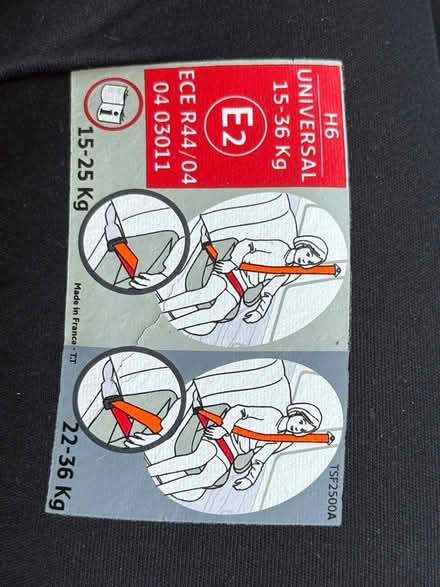 H6
UNIVERSAL
15-36 Kg
E2
ECE R44/04
04 03011
i
15-25 Kg
Made in France - T.T
22-36 Kg
TSF2500A